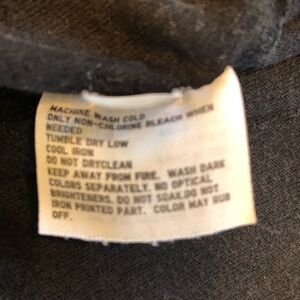 MACHINE WASH COLD
ONLY NON-CHLORINE BLEACH WHEN
NEEDED
TUMBLE DRY LOW
COOL IRON
DO NOT DRYCLEAN
KEEP AWAY FROM FIRE. WASH DARK
COLORS SEPARATELY. NO OPTICAL
BRIGHTENERS. DO NOT SOAK.DO NOT
IRON PRINTED PART. COLOR MAY RUB
OFF.